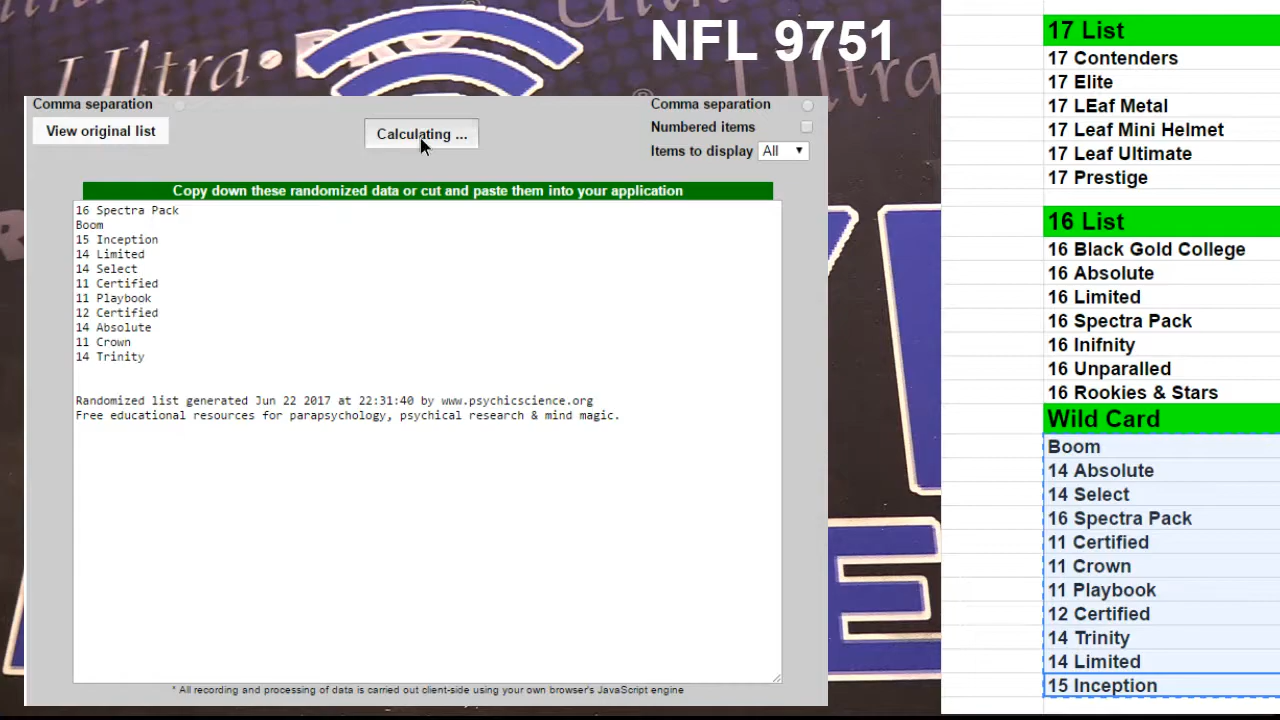 Ultra•PRO
NFL 9751
Comma separation
View original list
Calculating ...
Comma separation
Numbered items
Items to display All
Copy down these randomized data or cut and paste them into your application
16 Spectra Pack
Boom
15 Inception
14 Limited
14 Select
11 Certified
11 Playbook
12 Certified
14 Absolute
11 Crown
14 Trinity
Randomized list generated Jun 22 2017 at 22:31:40 by www.psychicscience.org
Free educational resources for parapsychology, psychical research & mind magic.
* All recording and processing of data is carried out client-side using your own browser's JavaScript engine
17 List
17 Contenders
17 Elite
17 LEaf Metal
17 Leaf Mini Helmet
17 Leaf Ultimate
17 Prestige
16 List
16 Black Gold College
16 Absolute
16 Limited
16 Spectra Pack
16 Inifnity
16 Unparalled
16 Rookies & Stars
Wild Card
Boom
14 Absolute
14 Select
16 Spectra Pack
11 Certified
11 Crown
11 Playbook
12 Certified
14 Trinity
14 Limited
15 Inception